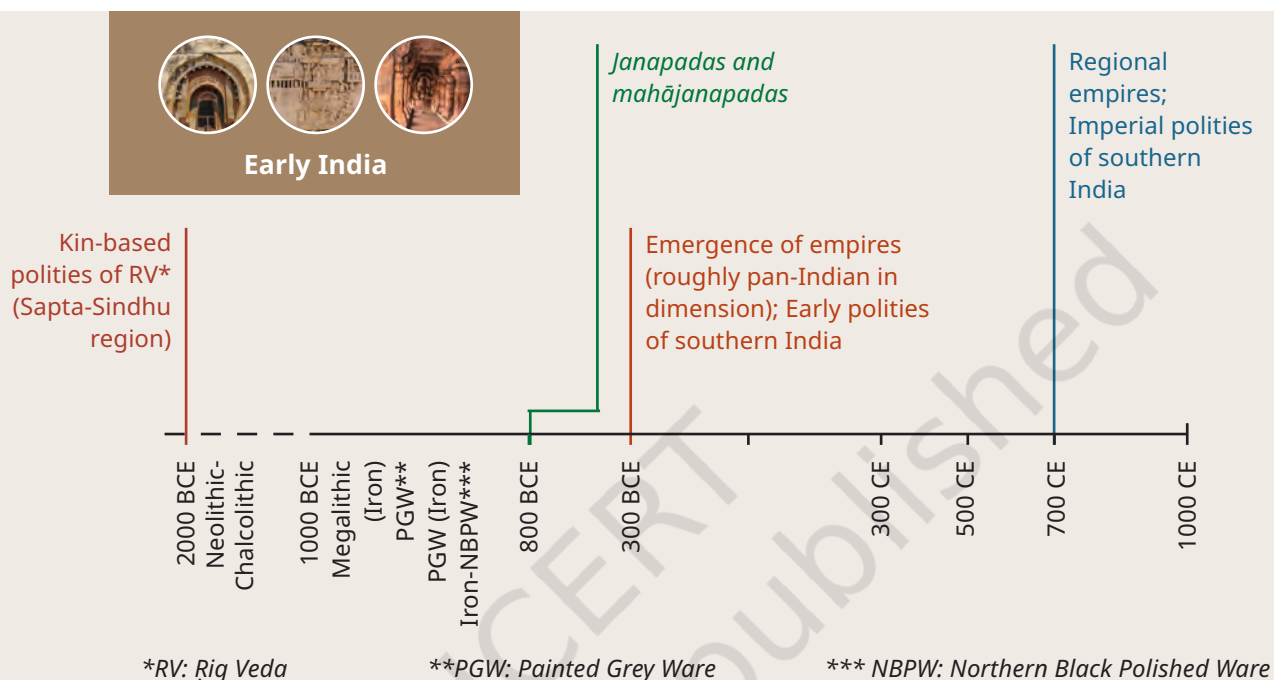 Early India
Janapadas and
mahājanapadas
Regional
empires;
Imperial polities
of southern
India
Kin-based
polities of RV*
(Sapta-Sindhu
region)
Emergence of empires
(roughly pan-Indian in
dimension); Early polities
of southern India
2000 BCE
Neolithic-
Chalcolithic
1000 BCE
Megalithic
(Iron)
PGW**
PGW (Iron)
Iron-NBPW***
800 BCE
300 BCE
300 CE
500 CE
700 CE
1000 CE
*RV: Ṛig Veda
**PGW: Painted Grey Ware
*** NBPW: Northern Black Polished Ware
NCERT
published